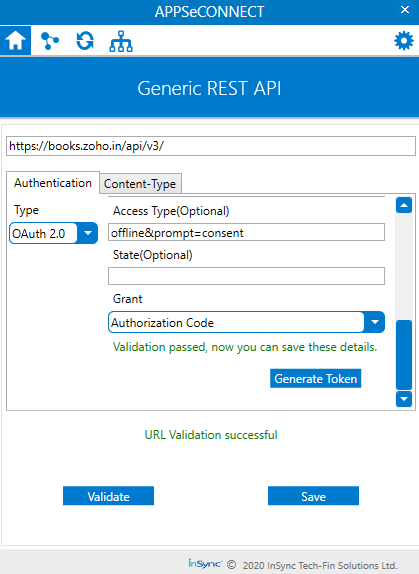 APPSeCONNECT
Generic REST API
https://books.zoho.in/api/v3/
Authentication
Content-Type
Type
OAuth 2.0
Access Type(Optional)
offline&prompt=consent
State(Optional)
Grant
Authorization Code
Validation passed, now you can save these details.
Generate Token
URL Validation successful
Validate
Save
inSync © 2020 InSync Tech-Fin Solutions Ltd.